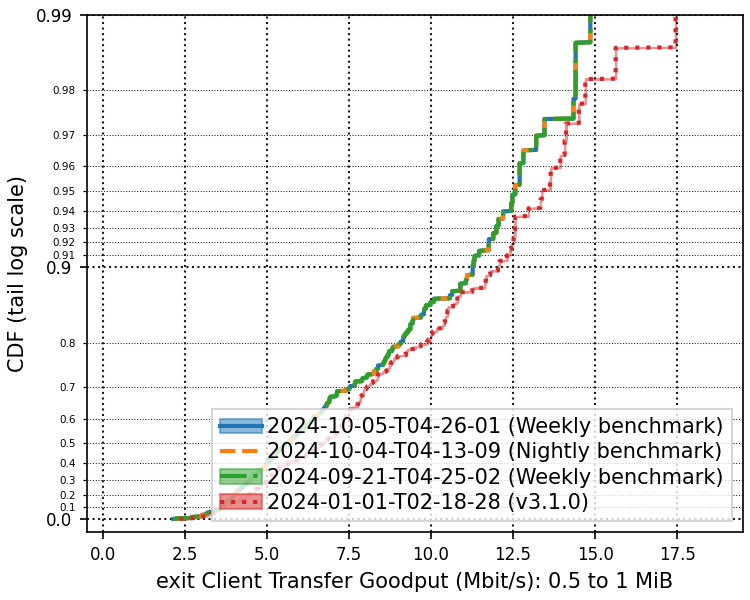 0.99
0.98
0.97
0.96
0.95
0.94
0.93
0.92
0.91
0.9
0.8
0.7
0.6
0.5
0.4
0.3
0.2
0.1
0.0
CDF (tail log scale)
2024-10-05-T04-26-01 (Weekly benchmark)
2024-10-04-T04-13-09 (Nightly benchmark)
2024-09-21-T04-25-02 (Weekly benchmark)
2024-01-01-T02-18-28 (v3.1.0)
0.0 2.5 5.0 7.5 10.0 12.5 15.0 17.5
exit Client Transfer Goodput (Mbit/s): 0.5 to 1 MiB